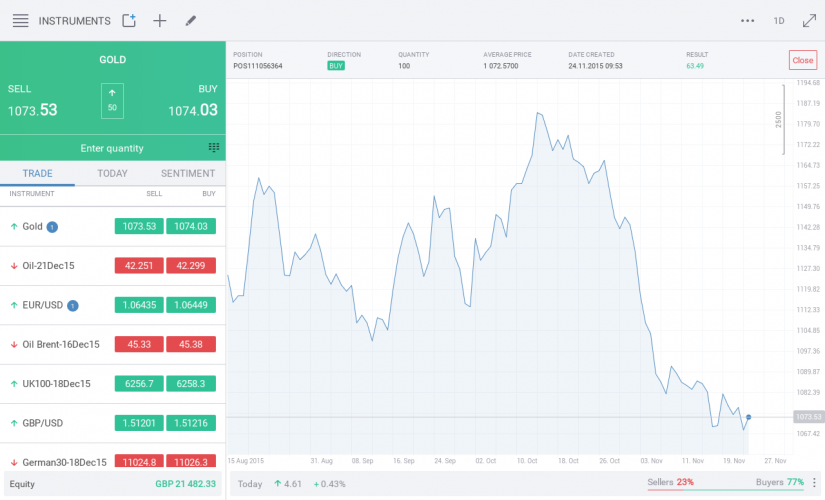 INSTRUMENTS
1D
GOLD
SELL BUY
1073.53 50 1074.03
Enter quantity
TRADE TODAY SENTIMENT
INSTRUMENT SELL BUY
Gold 1 1073.53 1074.03
Oil-21Dec15 42.251 42.299
EUR/USD 1 1.06435 1.06449
Oil Brent-16Dec15 45.33 45.38
UK100-18Dec15 6256.7 6258.3
GBP/USD 1.51201 1.51216
German30-18Dec15 11024.8 11026.3
Equity GBP 21 482.33
POSITION DIRECTION QUANTITY AVERAGE PRICE DATE CREATED RESULT
POS111056364 BUY 100 1 072.5700 24.11.2015 09:53 63.49
Close
2500
1194.68
1187.19
1179.70
1172.22
1164.73
1157.25
1149.76
1142.28
1134.79
1127.30
1119.82
1112.33
1104.85
1097.36
1089.87
1082.39
1073.53
1067.42
15 Aug 2015 31. Aug 08. Sep 16. Sep 24. Sep 02. Oct 10. Oct 18. Oct 26. Oct 03. Nov 11. Nov 19. Nov 27. Nov
Today 4.61 +0.43% Sellers 23% Buyers 77%